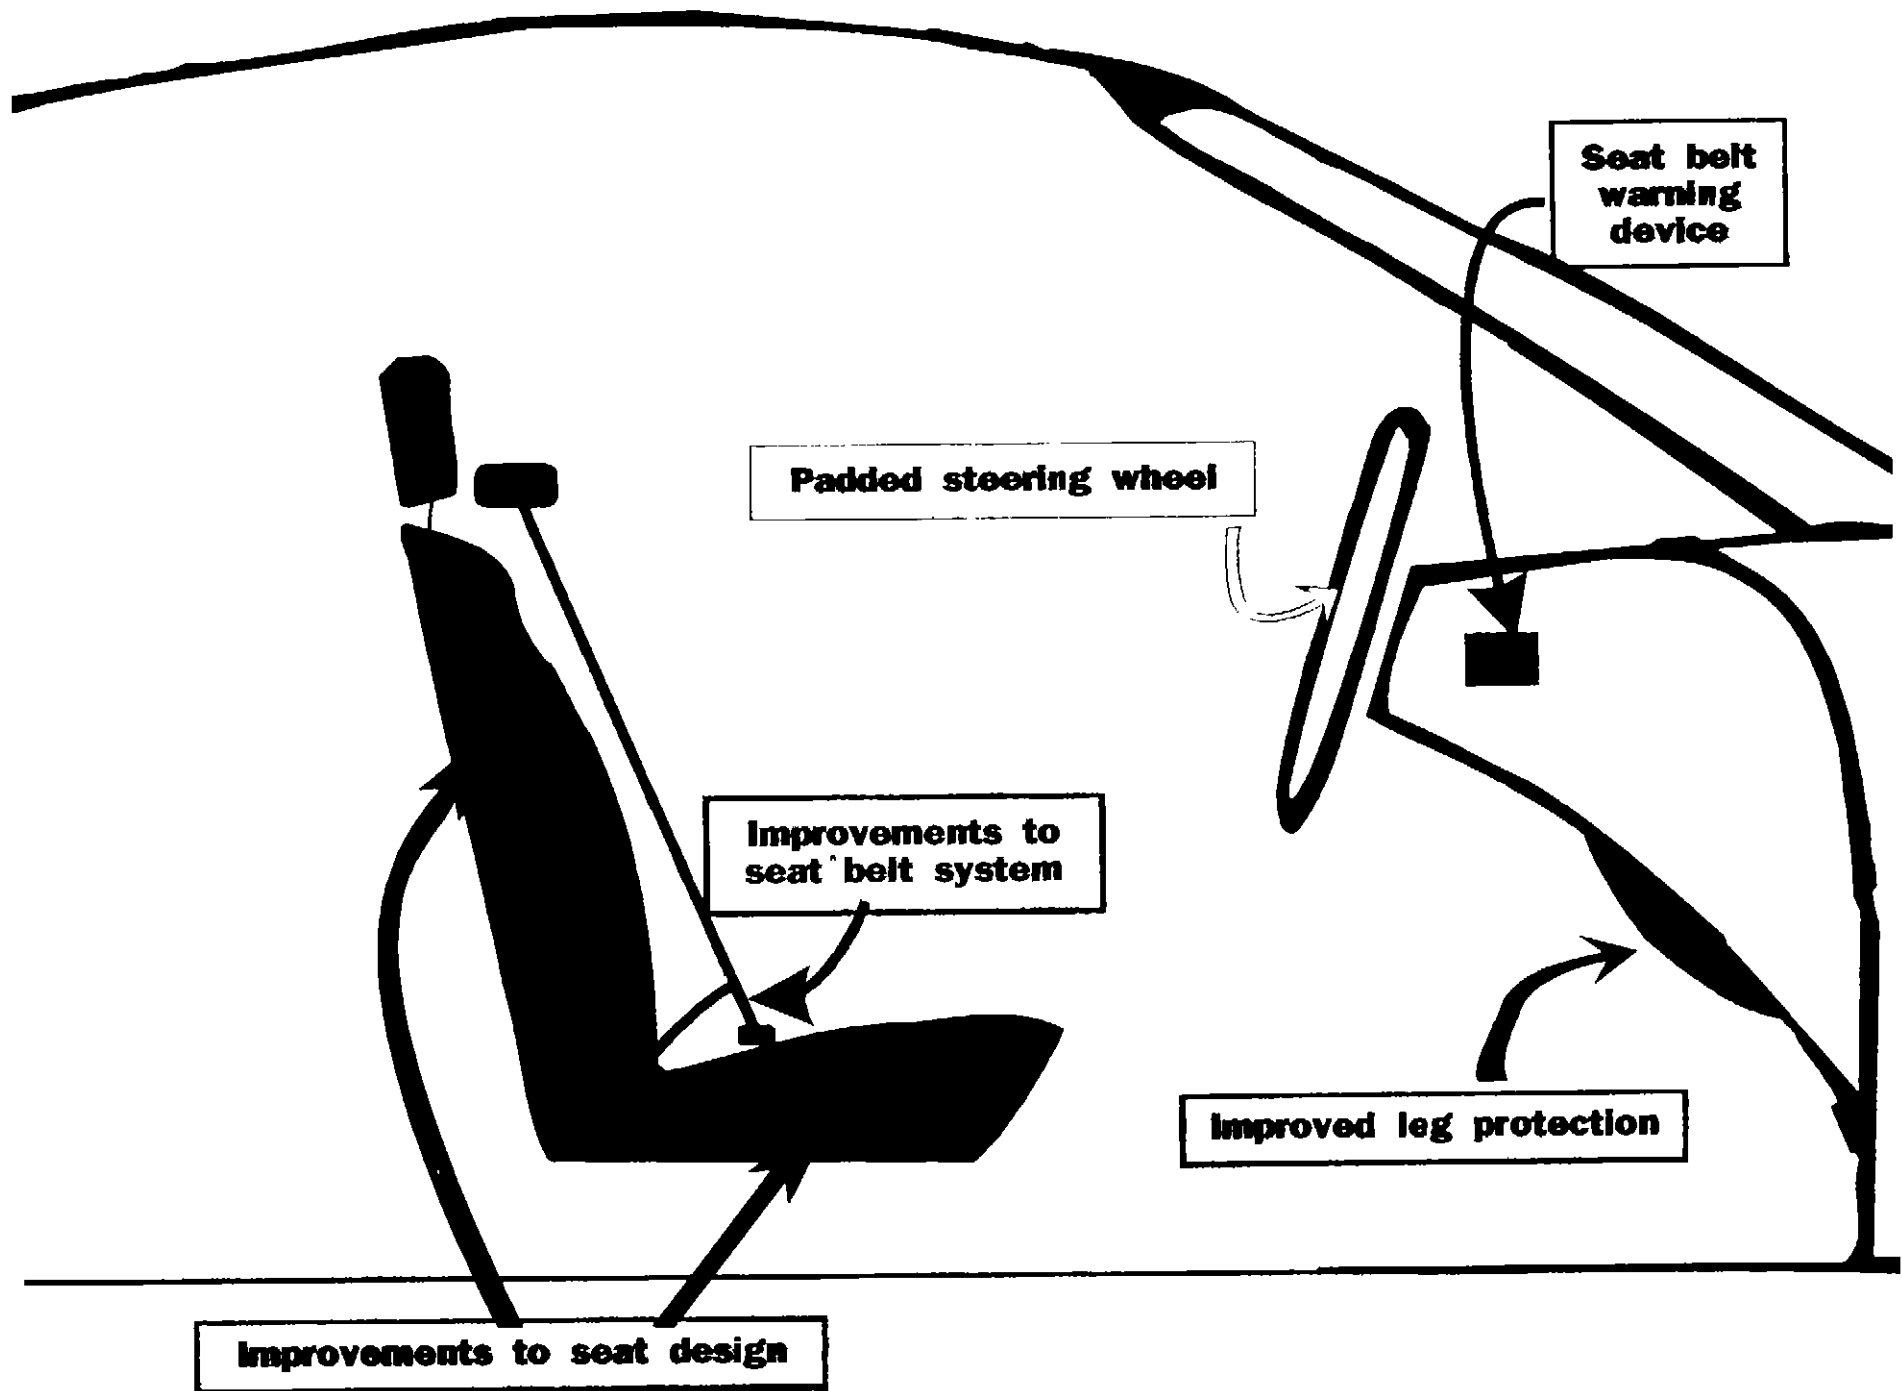 Seat belt
warning
device
Padded steering wheel
Improvements to
seat belt system
Improved leg protection
Improvements to seat design